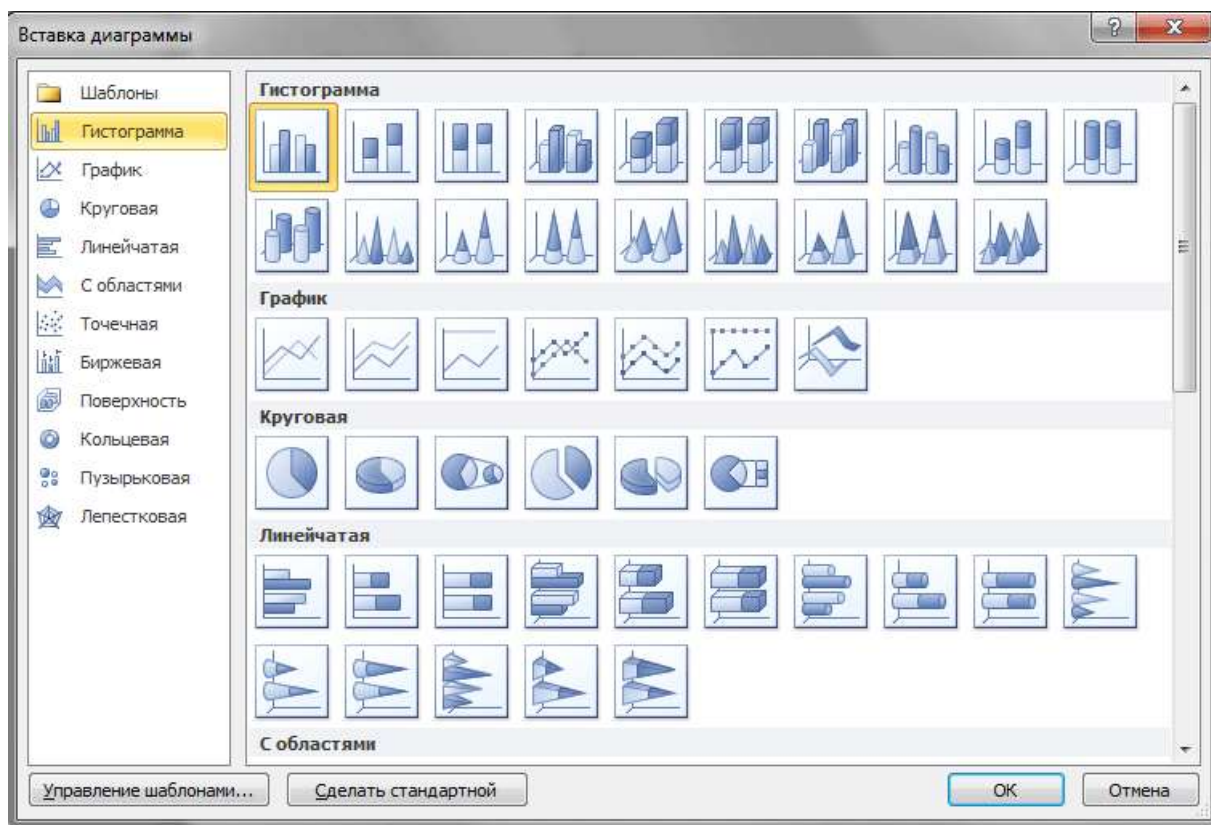 Вставка диаграммы
Шаблоны
Гистограмма
График
Круговая
Линейчатая
С областями
Точечная
Биржевая
Поверхность
Кольцевая
Пузырьковая
Лепестковая
Гистограмма
График
Круговая
Линейчатая
С областями
Управление шаблонами...
Сделать стандартной
ОК
Отмена